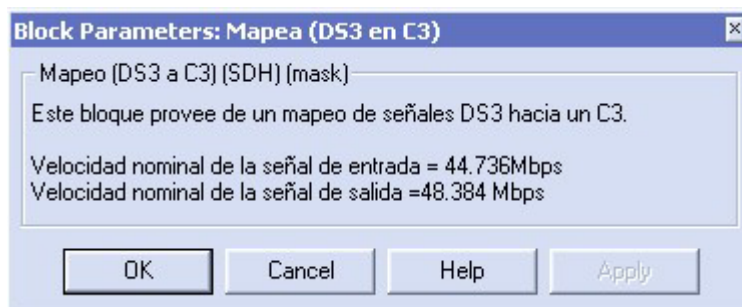 Block Parameters: Mapea (DS3 en C3)
Mapeo (DS3 a C3) (SDH) (mask)
Este bloque provee de un mapeo de señales DS3 hacia un C3.
Velocidad nominal de la señal de entrada = 44.736Mbps
Velocidad nominal de la señal de salida =48.384 Mbps
OK Cancel Help Apply